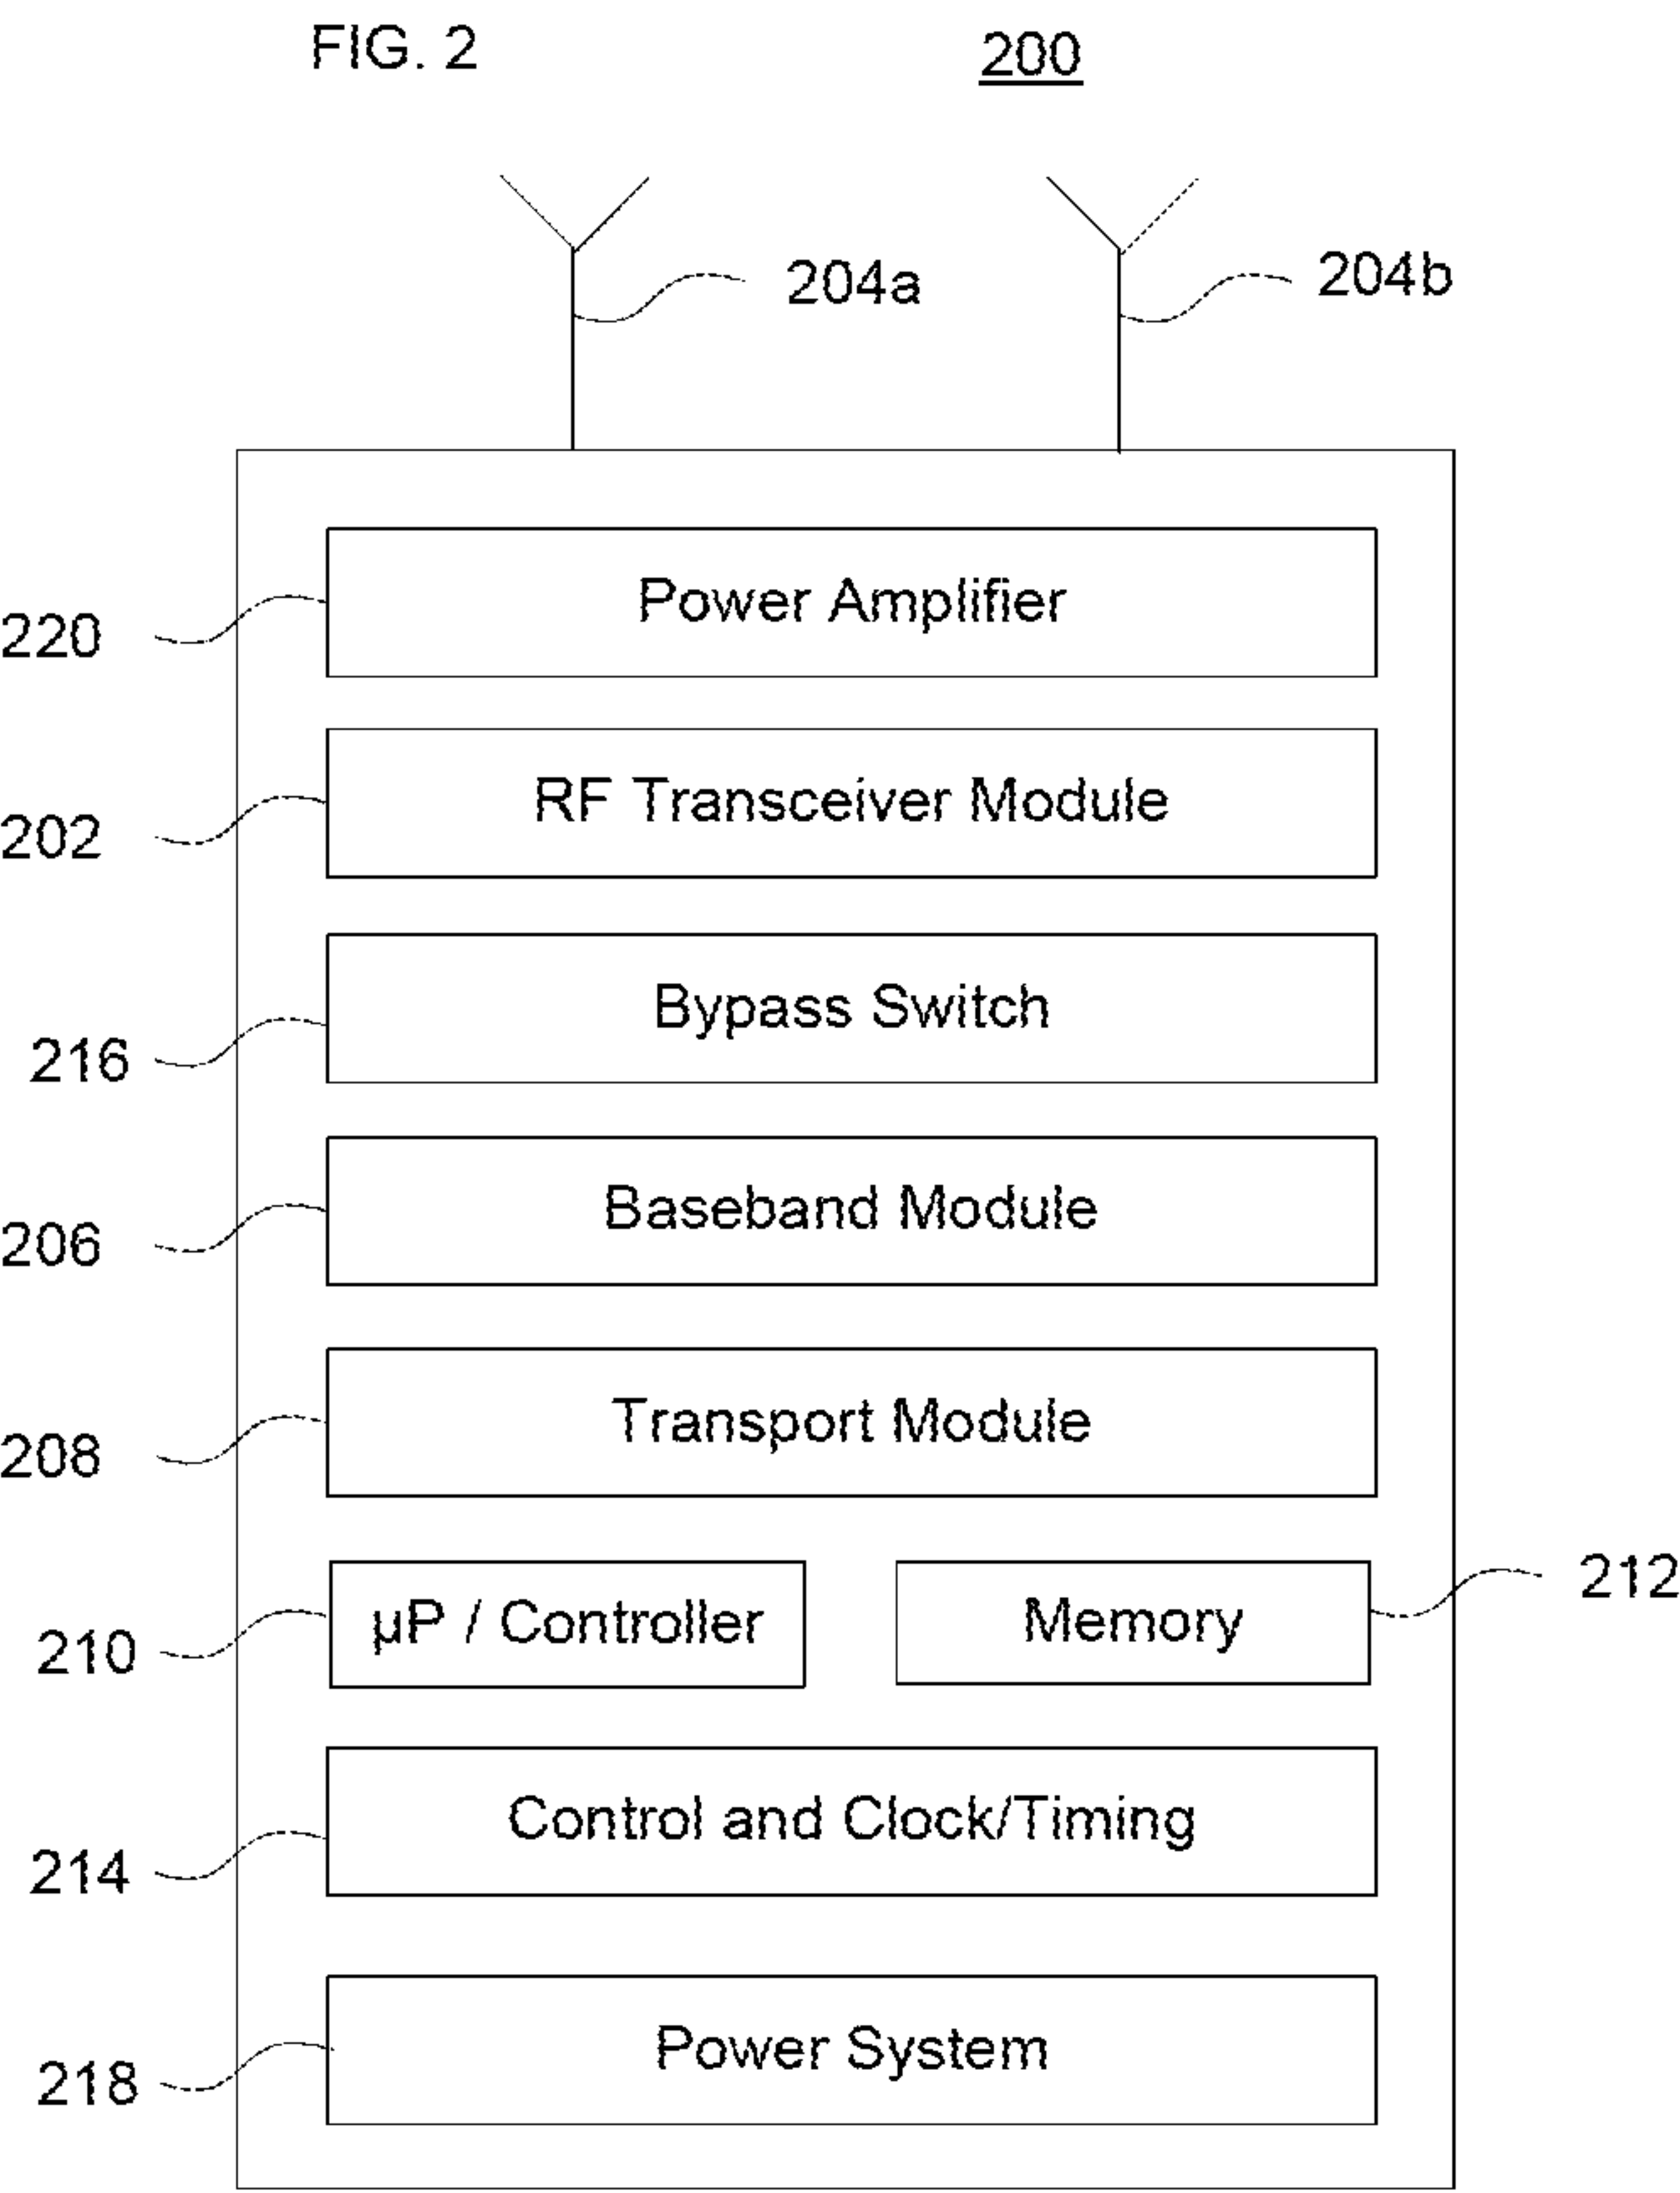 FIG. 2 200
204a 204b
220 Power Amplifier
202 RF Transceiver Module
216 Bypass Switch
206 Baseband Module
208 Transport Module
210 µP / Controller Memory 212
214 Control and Clock/Timing
218 Power System